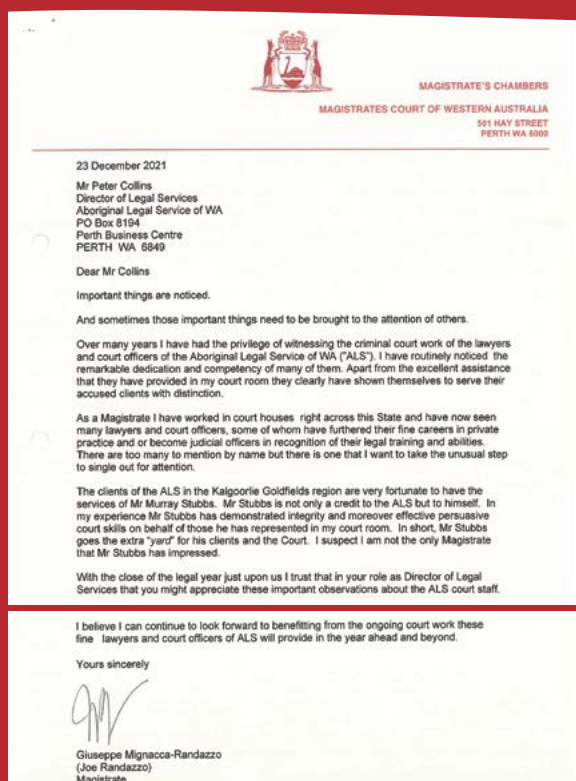 MAGISTRATE'S CHAMBERS
MAGISTRATES COURT OF WESTERN AUSTRALIA
501 HAY STREET
PERTH WA 6000
23 December 2021
Mr Peter Collins
Director of Legal Services
Aboriginal Legal Service of WA
PO Box 8194
Perth Business Centre
PERTH WA 6849
Dear Mr Collins
Important things are noticed.
And sometimes those important things need to be brought to the attention of others.
Over many years I have had the privilege of witnessing the criminal court work of the lawyers
and court officers of the Aboriginal Legal Service of WA ("ALS"). I have routinely noticed the
remarkable dedication and competency of many of them. Apart from the excellent assistance
that they have provided in my court room they clearly have shown themselves to serve their
accused clients with distinction.
As a Magistrate I have worked in court houses right across this State and have now seen
many lawyers and court officers, some of whom have furthered their fine careers in private
practice and or become judicial officers in recognition of their legal training and abilities.
There are too many to mention by name but there is one that I want to take the unusual step
to single out for attention.
The clients of the ALS in the Kalgoorlie Goldfields region are very fortunate to have the
services of Mr Murray Stubbs. Mr Stubbs is not only a credit to the ALS but to himself. In
my experience Mr Stubbs has demonstrated integrity and moreover effective persuasive
court skills on behalf of those he has represented in my court room. In short, Mr Stubbs
goes the extra "yard" for his clients and the Court. I suspect I am not the only Magistrate
that Mr Stubbs has impressed.
With the close of the legal year just upon us I trust that in your role as Director of Legal
Services that you might appreciate these important observations about the ALS court staff.
I believe I can continue to look forward to benefitting from the ongoing court work these
fine lawyers and court officers of ALS will provide in the year ahead and beyond.
Yours sincerely
Giuseppe Mignacca-Randazzo
(Joe Randazzo)
Magistrate